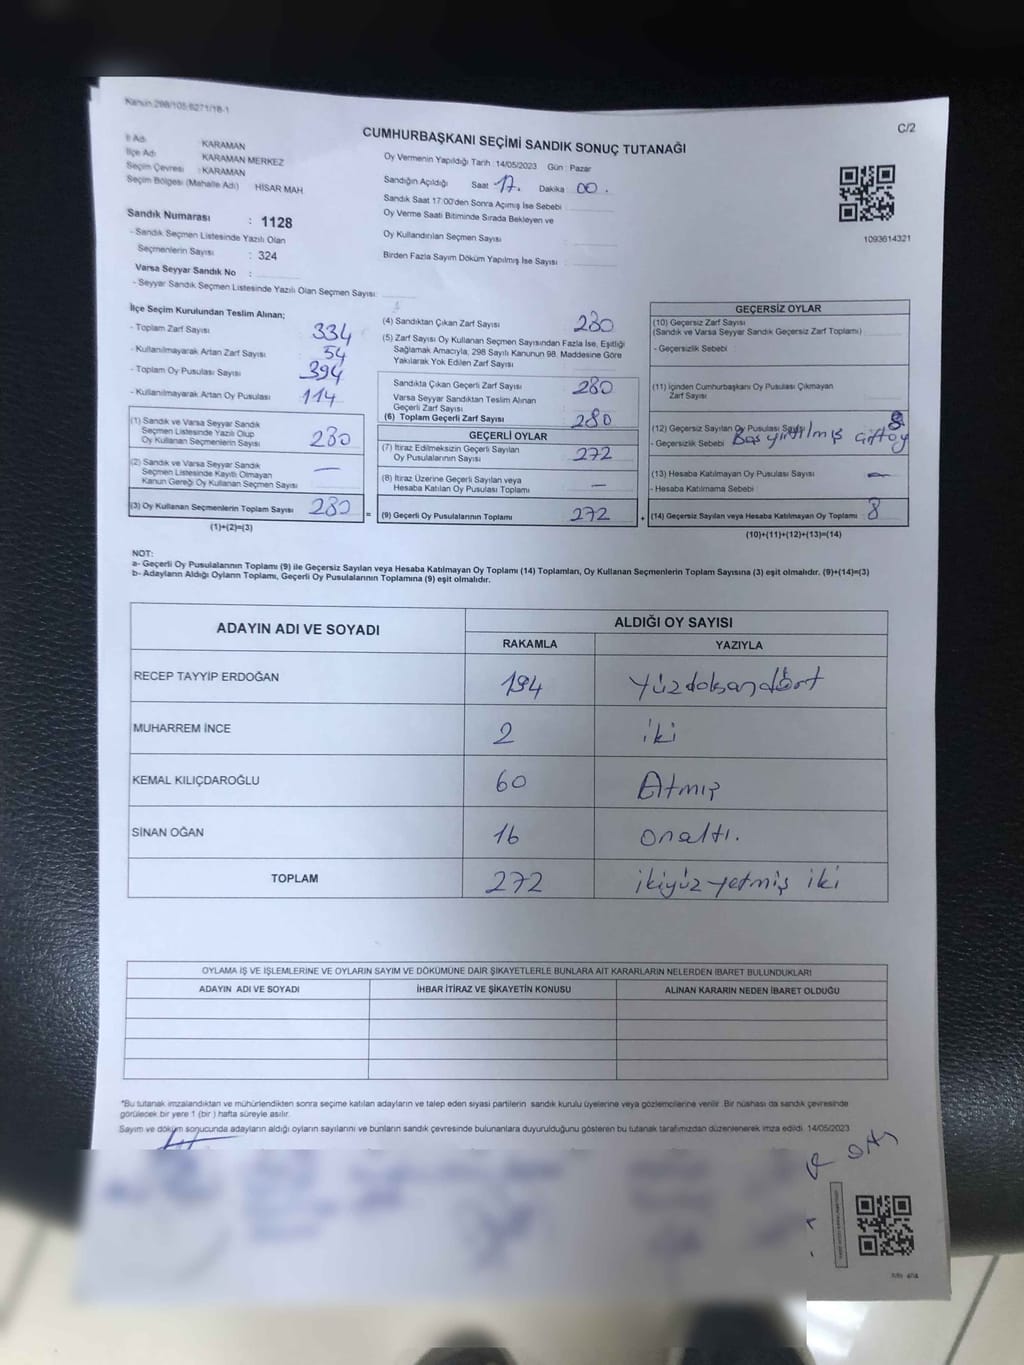 Kanun:298/105-6271/18-1
C/2
CUMHURBAŞKANI SEÇİMİ SANDIK SONUÇ TUTANAĞI
İl Adı : KARAMAN
İlçe Adı : KARAMAN MERKEZ
Seçim Çevresi : KARAMAN
Seçim Bölgesi (Mahalle Adı) HİSAR MAH
Sandık Numarası : 1128
- Sandık Seçmen Listesinde Yazılı Olan
Seçmenlerin Sayısı : 324
Varsa Seyyar Sandık No :
- Seyyar Sandık Seçmen Listesinde Yazılı Olan Seçmen Sayısı:
Oy Vermenin Yapıldığı Tarih :14/05/2023 Gün : Pazar
Sandığın Açıldığı Saat 17. Dakika : 00.
Sandık Saat 17:00'den Sonra Açımış İse Sebebi
Oy Verme Saati Bitiminde Sırada Bekleyen ve
Oy Kullandırılan Seçmen Sayısı :
Birden Fazla Sayım Döküm Yapılmış İse Sayısı :
1093614321
İlçe Seçim Kurulundan Teslim Alınan;
- Toplam Zarf Sayısı 334
- Kullanılmayarak Artan Zarf Sayısı 54
- Toplam Oy Pusulası Sayısı 394
- Kullanılmayarak Artan Oy Pusulası 114
(1) Sandık ve Varsa Seyyar Sandık
Seçmen Listesinde Yazılı Olup
Oy Kullanan Seçmenlerin Sayısı 280
(2) Sandık ve Varsa Seyyar Sandık
Seçmen Listesinde Kayıtlı Olmayan
Kanun Gereği Oy Kullanan Seçmen Sayısı —
(3) Oy Kullanan Seçmenlerin Toplam Sayısı 280 =
(1)+(2)=(3)
(4) Sandıktan Çıkan Zarf Sayısı 280
(5) Zarf Sayısı Oy Kullanan Seçmen Sayısından Fazla İse, Eşitliği
Sağlamak Amacıyla, 298 Sayılı Kanunun 98. Maddesine Göre
Yakılarak Yok Edilen Zarf Sayısı
Sandıkta Çıkan Geçerli Zarf Sayısı 280
Varsa Seyyar Sandıktan Teslim Alınan
Geçerli Zarf Sayısı
(6) Toplam Geçerli Zarf Sayısı 280
GEÇERLİ OYLAR
(7) İtiraz Edilmeksizin Geçerli Sayılan
Oy Pusulalarının Sayısı 272
(8) İtiraz Üzerine Geçerli Sayılan veya
Hesaba Katılan Oy Pusulası Toplamı —
(9) Geçerli Oy Pusulalarının Toplamı 272 +
GEÇERSİZ OYLAR
(10) Geçersiz Zarf Sayısı
(Sandık ve Varsa Seyyar Sandık Geçersiz Zarf Toplamı)
- Geçersizlik Sebebi :
(11) İçinden Cumhurbaşkanı Oy Pusulası Çıkmayan
Zarf Sayısı
(12) Geçersiz Sayılan Oy Pusulası Sayısı 8
- Geçersizlik Sebebi Boş yırtılmış çift oy
(13) Hesaba Katılmayan Oy Pusulası Sayısı —
- Hesaba Katılmama Sebebi
(14) Geçersiz Sayılan veya Hesaba Katılmayan Oy Toplamı 8
(10)+(11)+(12)+(13)=(14)
NOT:
a- Geçerli Oy Pusulalarının Toplamı (9) ile Geçersiz Sayılan veya Hesaba Katılmayan Oy Toplamı (14) Toplamları, Oy Kullanan Seçmenlerin Toplam Sayısına (3) eşit olmalıdır. (9)+(14)=(3)
b- Adayların Aldığı Oyların Toplamı, Geçerli Oy Pusulalarının Toplamına (9) eşit olmalıdır.
ADAYIN ADI VE SOYADI
ALDIĞI OY SAYISI
RAKAMLA YAZIYLA
RECEP TAYYİP ERDOĞAN 194 yüzdoksandört
MUHARREM İNCE 2 iki
KEMAL KILIÇDAROĞLU 60 Atmış
SİNAN OĞAN 16 onaltı.
TOPLAM 272 ikiyüz yetmiş iki
OYLAMA İŞ VE İŞLEMLERİNE VE OYLARIN SAYIM VE DÖKÜMÜNE DAİR ŞİKAYETLERLE BUNLARA AİT KARARLARIN NELERDEN İBARET BULUNDUKLARI
ADAYIN ADI VE SOYADI İHBAR İTİRAZ VE ŞİKAYETİN KONUSU ALINAN KARARIN NEDEN İBARET OLDUĞU
*Bu tutanak imzalandıktan ve mühürlendikten sonra seçime katılan adayların ve talep eden siyasi partilerin sandık kurulu üyelerine veya gözlemcilerine verilir. Bir nüshası da sandık çevresinde
görülecek bir yere 1 (bir ) hafta süreyle asılır.
Sayım ve döküm sonucunda adayların aldığı oyların sayılarını ve bunların sandık çevresinde bulunanlara duyurulduğunu gösteren bu tutanak tarafımızdan düzenlenerek imza edildi. 14/05/2023